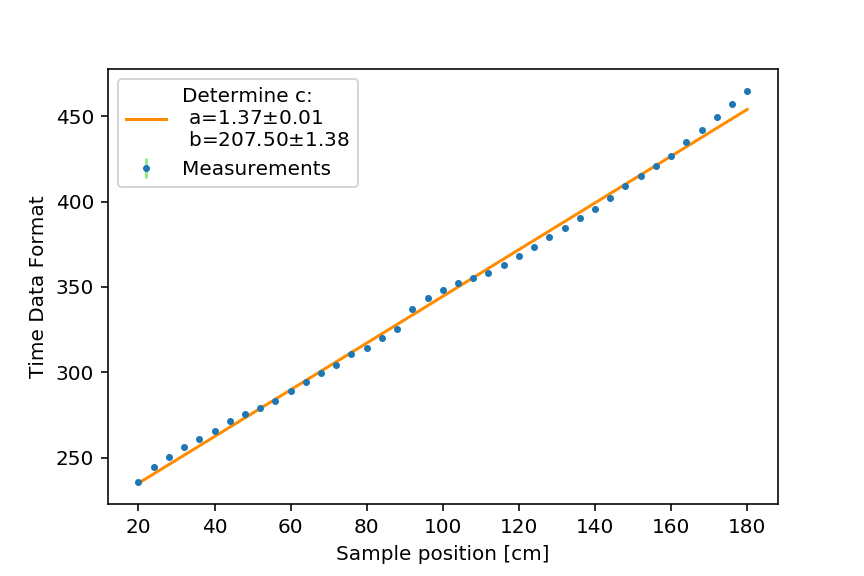 Determine c:
a=1.37±0.01
b=207.50±1.38
Measurements
450
400
350
300
250
Time Data Format
20 40 60 80 100 120 140 160 180
Sample position [cm]